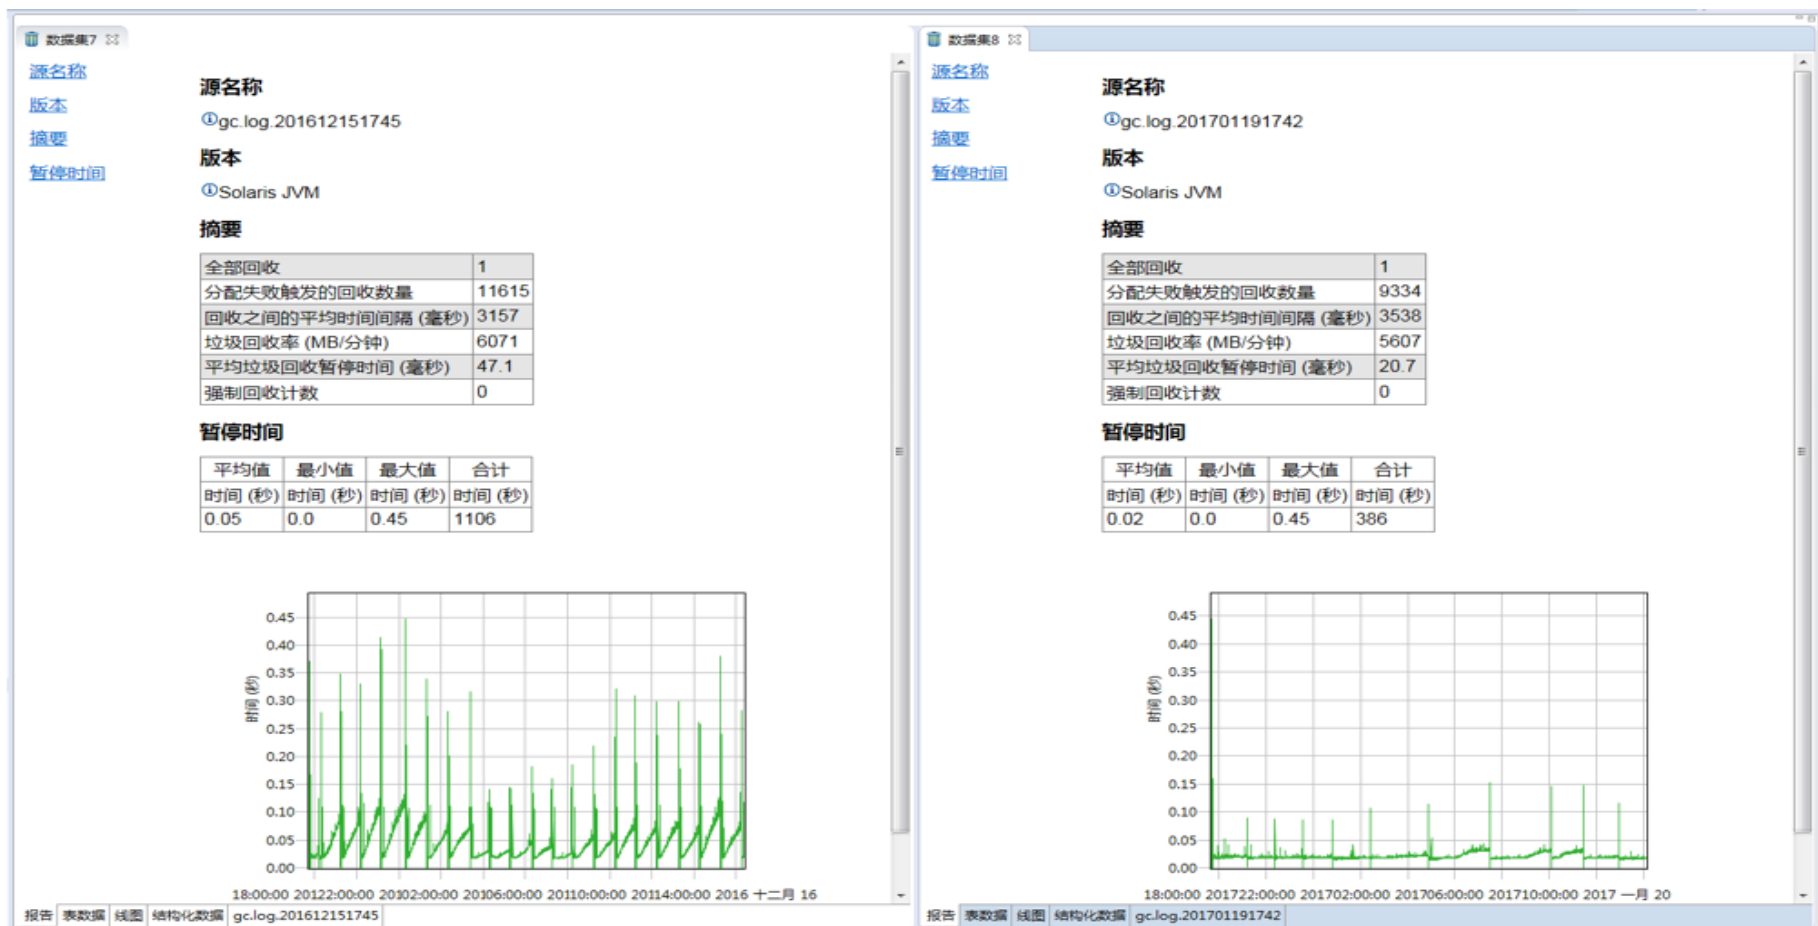 数据集7
源名称
版本
摘要
暂停时间
源名称
gc.log.201612151745
版本
Solaris JVM
摘要
全部回收 1
分配失败触发的回收数量 11615
回收之间的平均时间间隔 (毫秒) 3157
垃圾回收率 (MB/分钟) 6071
平均垃圾回收暂停时间 (毫秒) 47.1
强制回收计数 0
暂停时间
平均值 最小值 最大值 合计
时间 (秒) 时间 (秒) 时间 (秒) 时间 (秒)
0.05 0.0 0.45 1106
时间 (秒)
0.45
0.40
0.35
0.30
0.25
0.20
0.15
0.10
0.05
0.00
18:00:00 20122:00:00 20102:00:00 20106:00:00 20110:00:00 20114:00:00 2016 十二月 16
报告 表数据 线图 结构化数据 gc.log.201612151745
数据集8
源名称
版本
摘要
暂停时间
源名称
gc.log.201701191742
版本
Solaris JVM
摘要
全部回收 1
分配失败触发的回收数量 9334
回收之间的平均时间间隔 (毫秒) 3538
垃圾回收率 (MB/分钟) 5607
平均垃圾回收暂停时间 (毫秒) 20.7
强制回收计数 0
暂停时间
平均值 最小值 最大值 合计
时间 (秒) 时间 (秒) 时间 (秒) 时间 (秒)
0.02 0.0 0.45 386
时间 (秒)
0.45
0.40
0.35
0.30
0.25
0.20
0.15
0.10
0.05
0.00
18:00:00 201722:00:00 201702:00:00 201706:00:00 201710:00:00 2017 一月 20
报告 表数据 线图 结构化数据 gc.log.201701191742